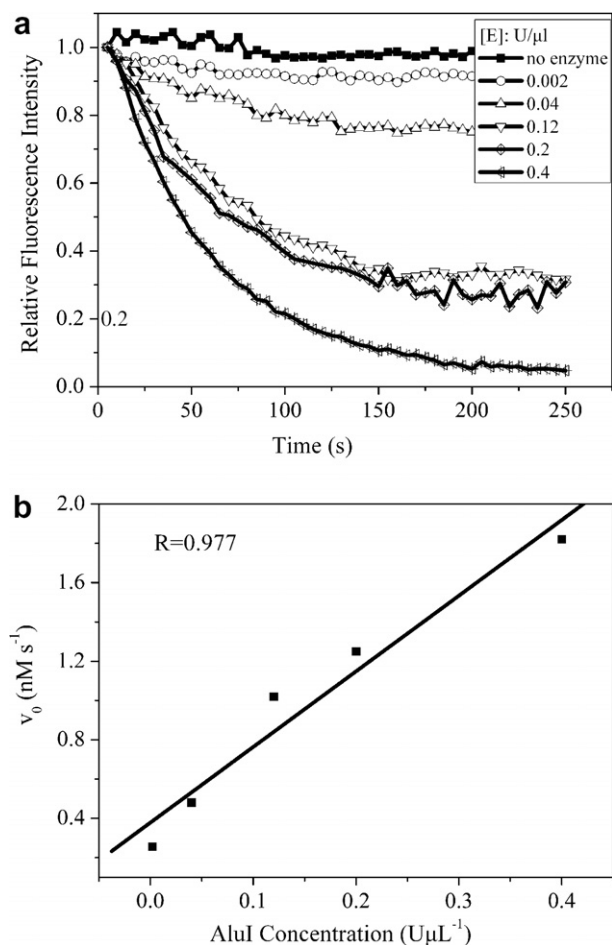 a
[E]: U/µl
no enzyme
0.002
0.04
0.12
0.2
0.4
Relative Fluorescence Intensity
1.0
0.8
0.6
0.4
0.2
0.2
0.0
0 50 100 150 200 250
Time (s)
b
R=0.977
v₀ (nM s⁻¹)
2.0
1.6
1.2
0.8
0.4
0.0 0.1 0.2 0.3 0.4
AluI Concentration (UµL⁻¹)